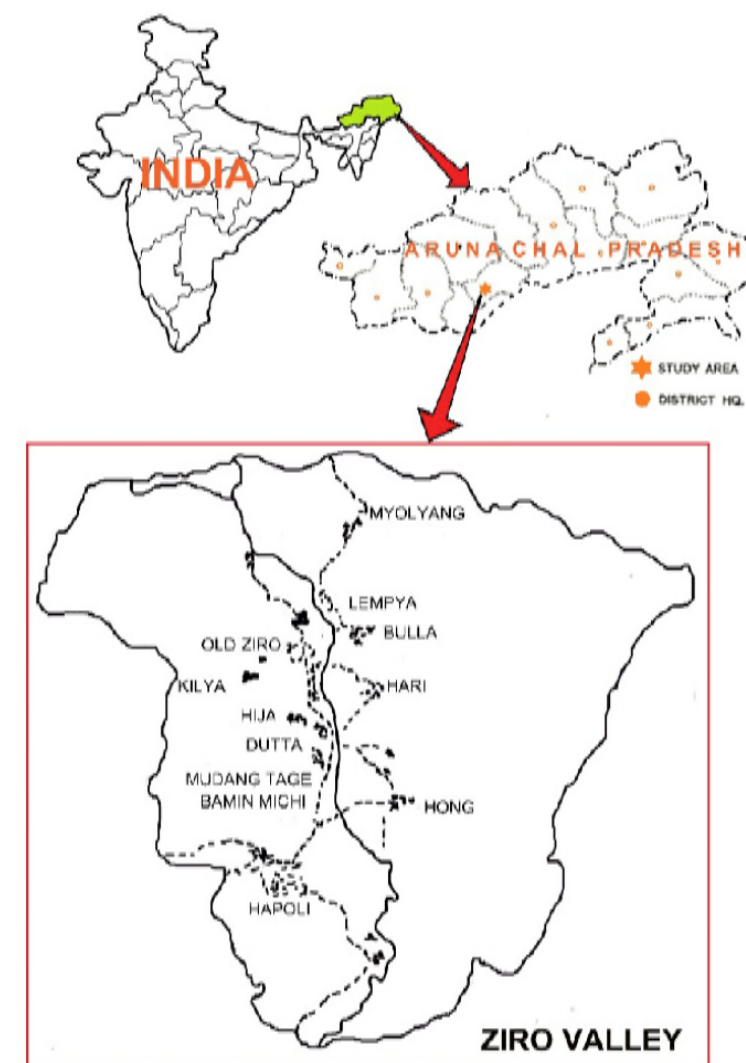 INDIA
ARUNACHAL PRADESH
STUDY AREA
DISTRICT HQ.
MYOLYANG
LEMPYA
BULLA
OLD ZIRO
KILYA
HARI
HIJA
DUTTA
MUDANG TAGE
BAMIN MICHI
HONG
HAPOLI
ZIRO VALLEY